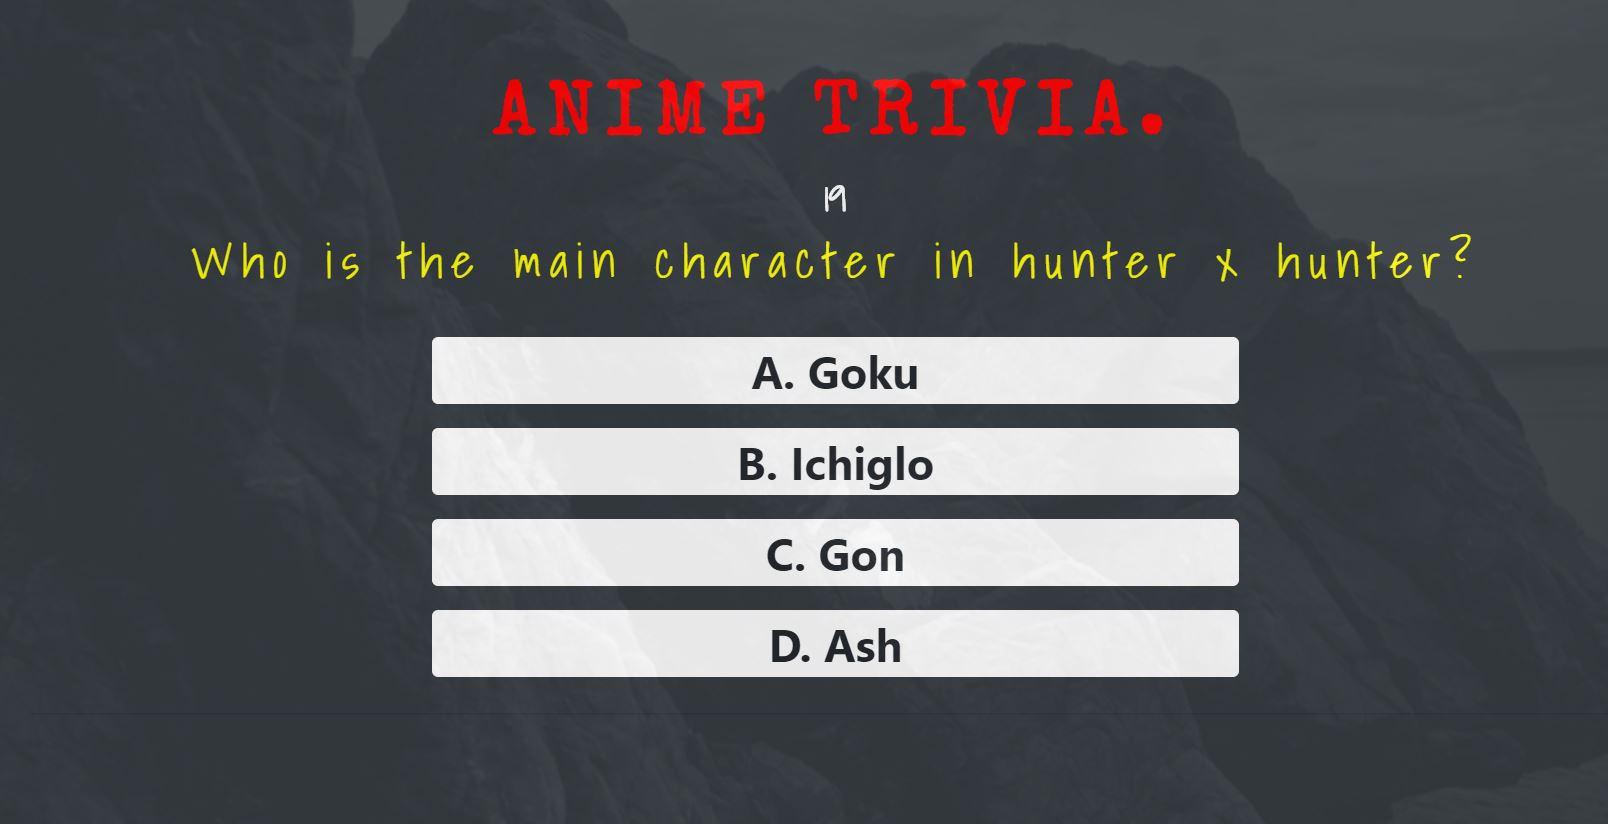 ANIME TRIVIA.
19
Who is the main character in hunter x hunter?
A. Goku
B. Ichiglo
C. Gon
D. Ash